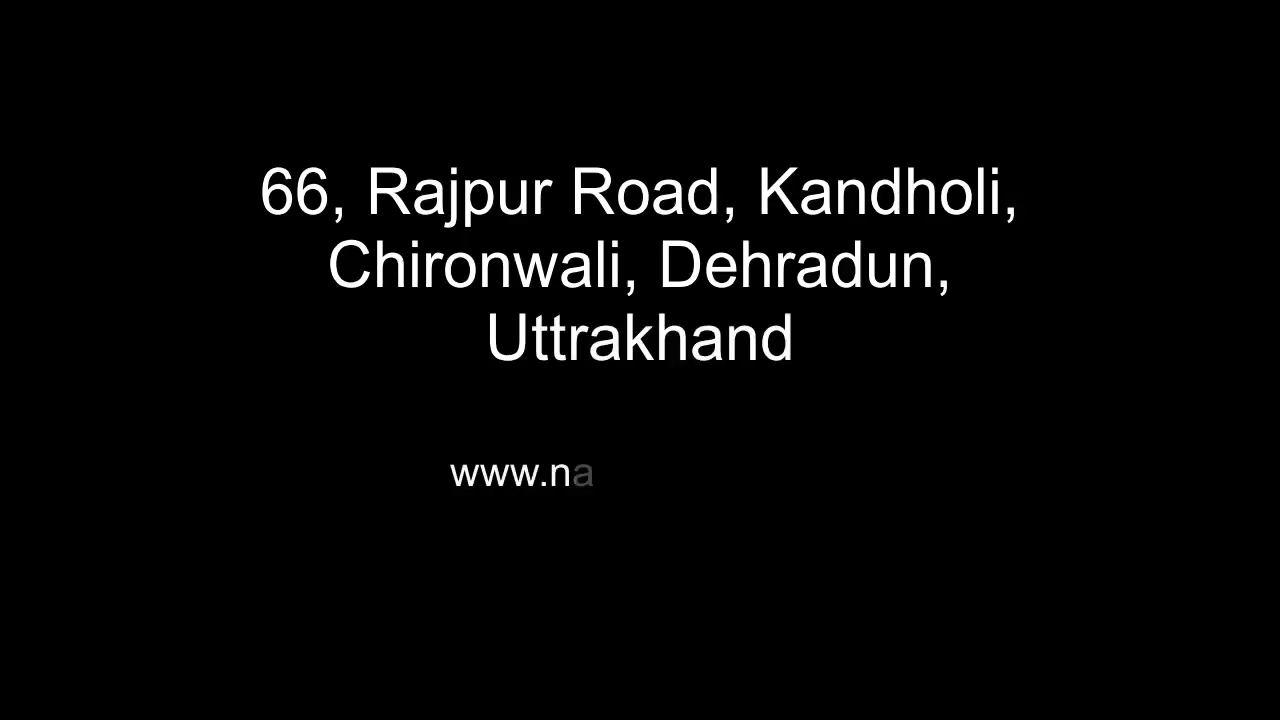 66, Rajpur Road, Kandholi,
Chironwali, Dehradun,
Uttrakhand
www.na